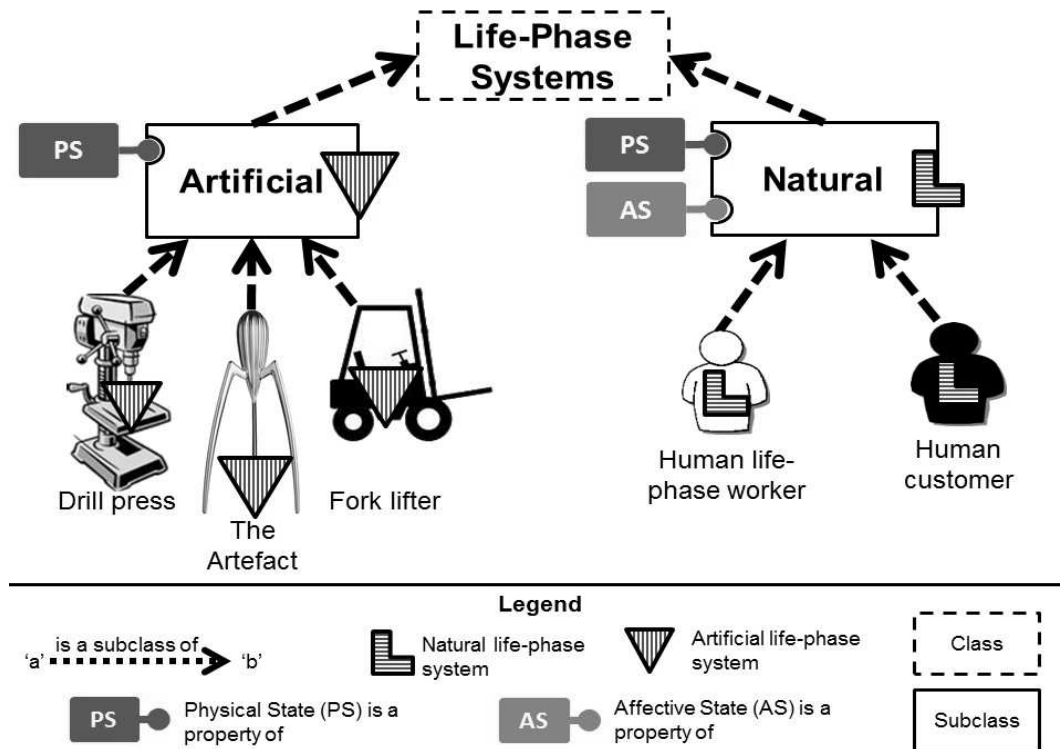 Life-Phase
Systems
PS
Artificial
PS
AS
Natural
Drill press
The
Artefact
Fork lifter
Human life-
phase worker
Human
customer
Legend
‘a’ is a subclass of ‘b’
Natural life-phase
system
Artificial life-phase
system
Class
PS
Physical State (PS) is a
property of
AS
Affective State (AS) is a
property of
Subclass